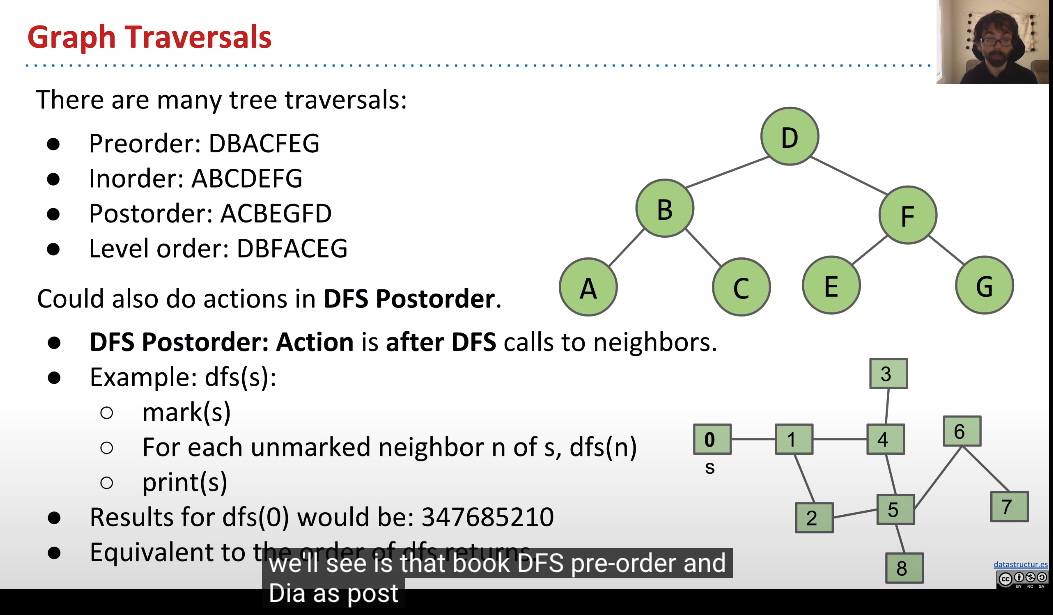 Graph Traversals
There are many tree traversals:
● Preorder: DBACFEG
● Inorder: ABCDEFG
● Postorder: ACBEGFD
● Level order: DBFACEG
Could also do actions in DFS Postorder.
● DFS Postorder: Action is after DFS calls to neighbors.
● Example: dfs(s):
○ mark(s)
○ For each unmarked neighbor n of s, dfs(n)
○ print(s)
● Results for dfs(0) would be: 347685210
● Equivalent to the order of dfs returns.
we'll see is that book DFS pre-order and
Dia as post
D
B
F
A
C
E
G
3
0
1
4
6
s
2
5
7
8
datastructur.es